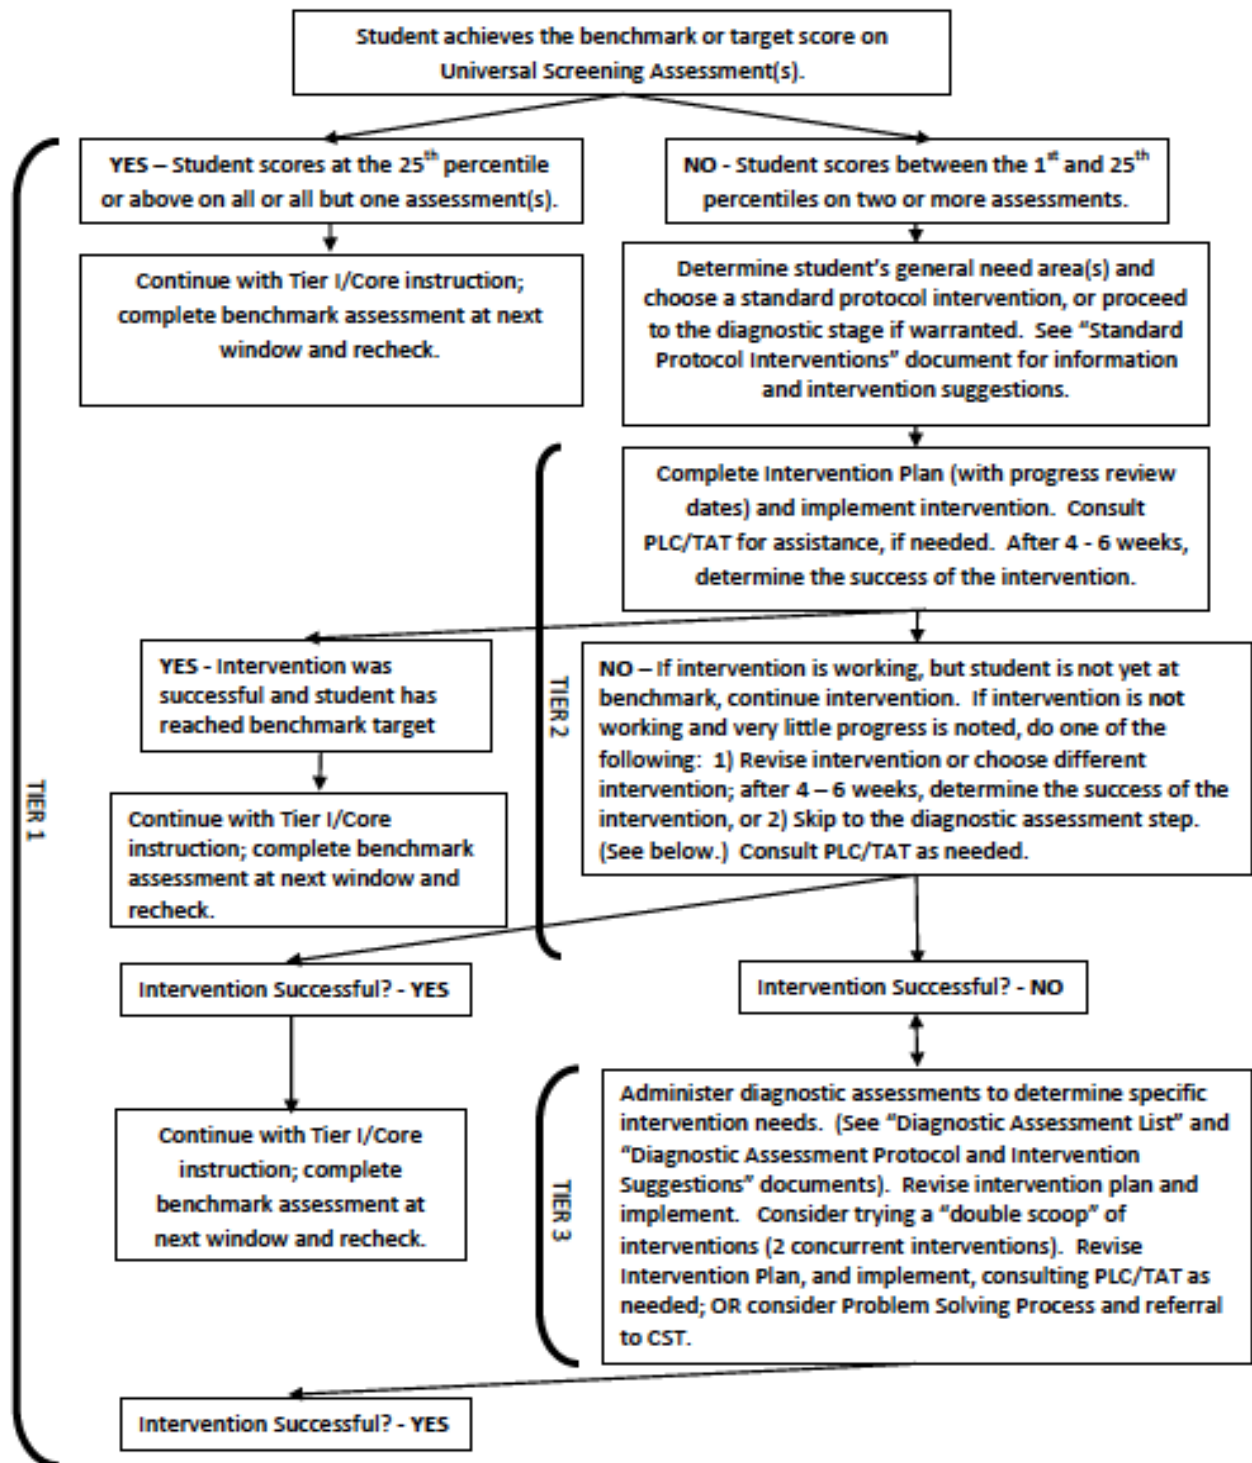 Student achieves the benchmark or target score on
Universal Screening Assessment(s).
YES – Student scores at the 25th percentile
or above on all or all but one assessment(s).
NO - Student scores between the 1st and 25th
percentiles on two or more assessments.
Continue with Tier I/Core instruction;
complete benchmark assessment at next
window and recheck.
Determine student's general need area(s) and
choose a standard protocol intervention, or proceed
to the diagnostic stage if warranted. See "Standard
Protocol Interventions" document for information
and intervention suggestions.
Complete Intervention Plan (with progress review
dates) and implement intervention. Consult
PLC/TAT for assistance, if needed. After 4 - 6 weeks,
determine the success of the intervention.
YES - Intervention was
successful and student has
reached benchmark target
TIER 2
NO – If intervention is working, but student is not yet at
benchmark, continue intervention. If intervention is not
working and very little progress is noted, do one of the
following: 1) Revise intervention or choose different
intervention; after 4 – 6 weeks, determine the success of the
intervention, or 2) Skip to the diagnostic assessment step.
(See below.) Consult PLC/TAT as needed.
TIER 1
Continue with Tier I/Core
instruction; complete benchmark
assessment at next window and
recheck.
Intervention Successful? - YES
Intervention Successful? - NO
Continue with Tier I/Core
instruction; complete
benchmark assessment at
next window and recheck.
TIER 3
Administer diagnostic assessments to determine specific
intervention needs. (See "Diagnostic Assessment List" and
"Diagnostic Assessment Protocol and Intervention
Suggestions" documents). Revise intervention plan and
implement. Consider trying a "double scoop" of
interventions (2 concurrent interventions). Revise
Intervention Plan, and implement, consulting PLC/TAT as
needed; OR consider Problem Solving Process and referral
to CST.
Intervention Successful? - YES